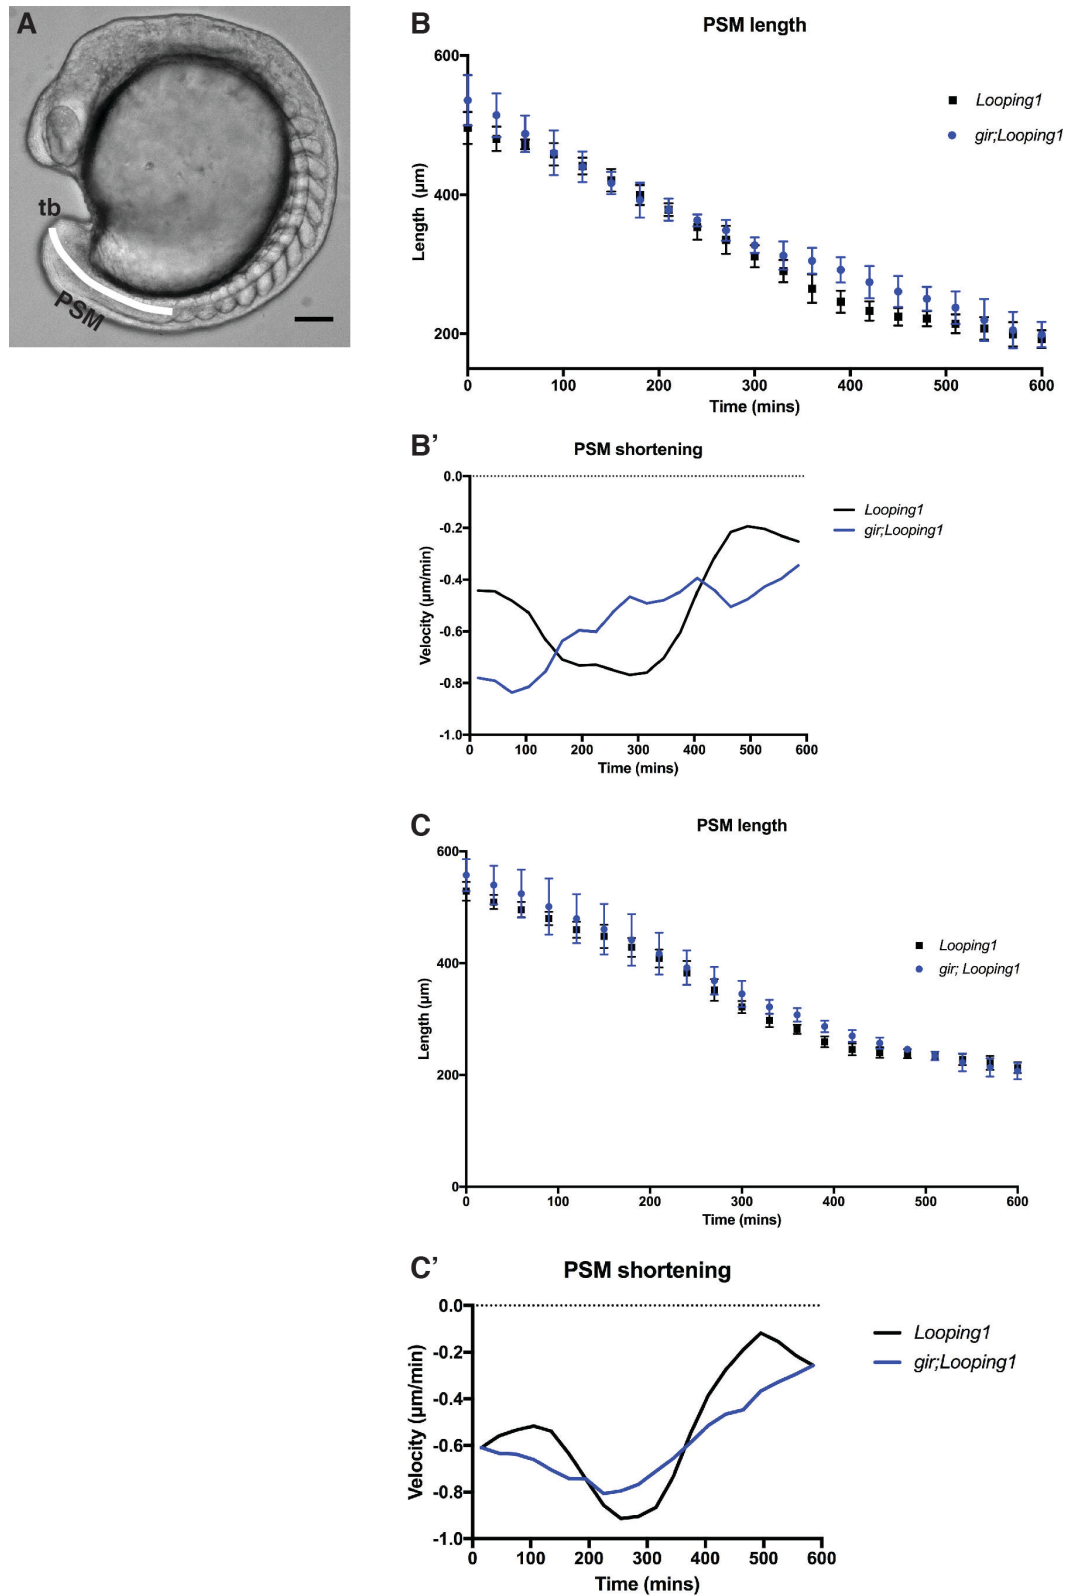 A
tb
PSM
B
PSM length
600
400
200
Length (μm)
0 100 200 300 400 500 600
Time (mins)
Looping1
gir;Looping1
B’
PSM shortening
0.0
-0.2
-0.4
-0.6
-0.8
-1.0
Velocity (μm/min)
0 100 200 300 400 500 600
Time (mins)
Looping1
gir;Looping1
C
PSM length
600
400
200
0
Length (μm)
0 100 200 300 400 500 600
Time (mins)
Looping1
gir; Looping1
C’
PSM shortening
0.0
-0.2
-0.4
-0.6
-0.8
-1.0
Velocity (μm/min)
0 100 200 300 400 500 600
Time (mins)
Looping1
gir;Looping1